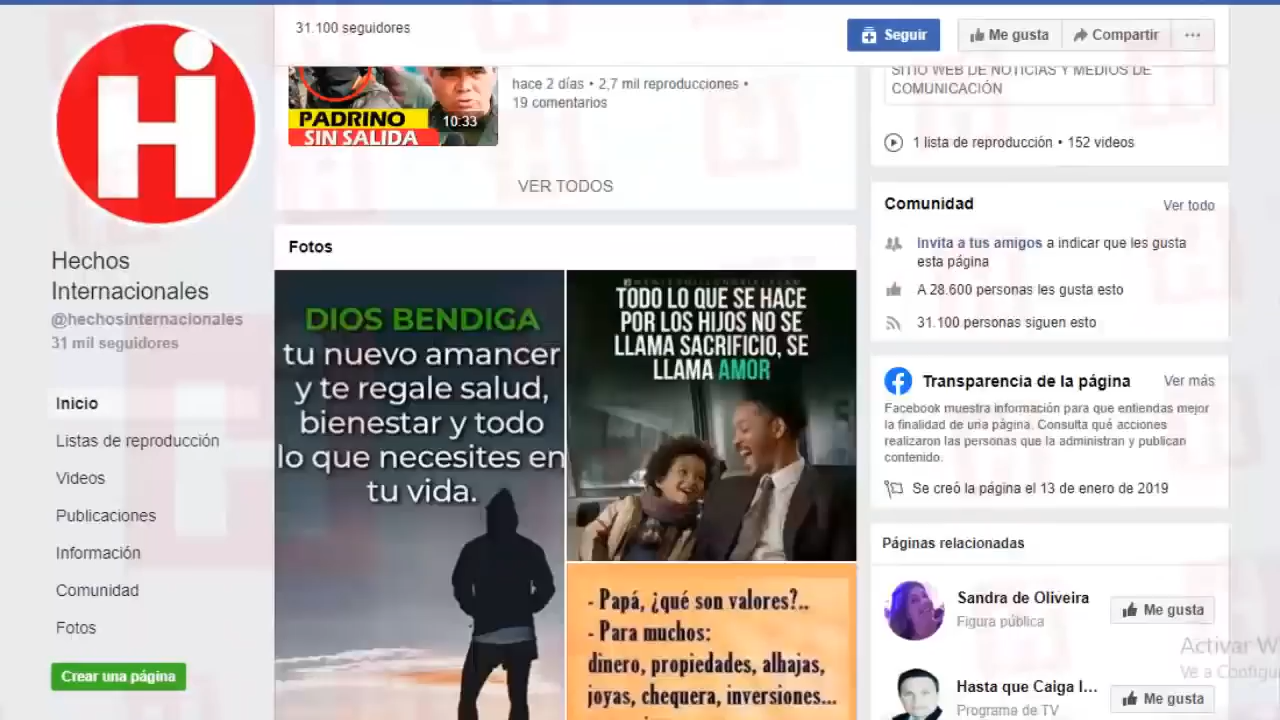 Hi
Hechos
Internacionales
@hechosinternacionales
31 mil seguidores
Inicio
Listas de reproducción
Videos
Publicaciones
Información
Comunidad
Fotos
Crear una página
31.100 seguidores
Seguir
Me gusta
Compartir
...
PADRINO
SIN SALIDA
10:33
hace 2 días • 2,7 mil reproducciones •
19 comentarios
VER TODOS
Fotos
DIOS BENDIGA
tu nuevo amancer
y te regale salud,
bienestar y todo
lo que necesites en
tu vida.
TODO LO QUE SE HACE
POR LOS HIJOS NO SE
LLAMA SACRIFICIO, SE
LLAMA AMOR
- Papá, ¿qué son valores?..
- Para muchos:
dinero, propiedades, alhajas,
joyas, chequera, inversiones...
SITIO WEB DE NOTICIAS Y MEDIOS DE
COMUNICACIÓN
1 lista de reproducción • 152 videos
Comunidad
Ver todo
Invita a tus amigos a indicar que les gusta
esta página
A 28.600 personas les gusta esto
31.100 personas siguen esto
Transparencia de la página
Ver más
Facebook muestra información para que entiendas mejor
la finalidad de una página. Consulta qué acciones
realizaron las personas que la administran y publican
contenido.
Se creó la página el 13 de enero de 2019
Páginas relacionadas
Sandra de Oliveira
Figura pública
Me gusta
Hasta que Caiga l...
Programa de TV
Me gusta
Activar W
Ve a Configu